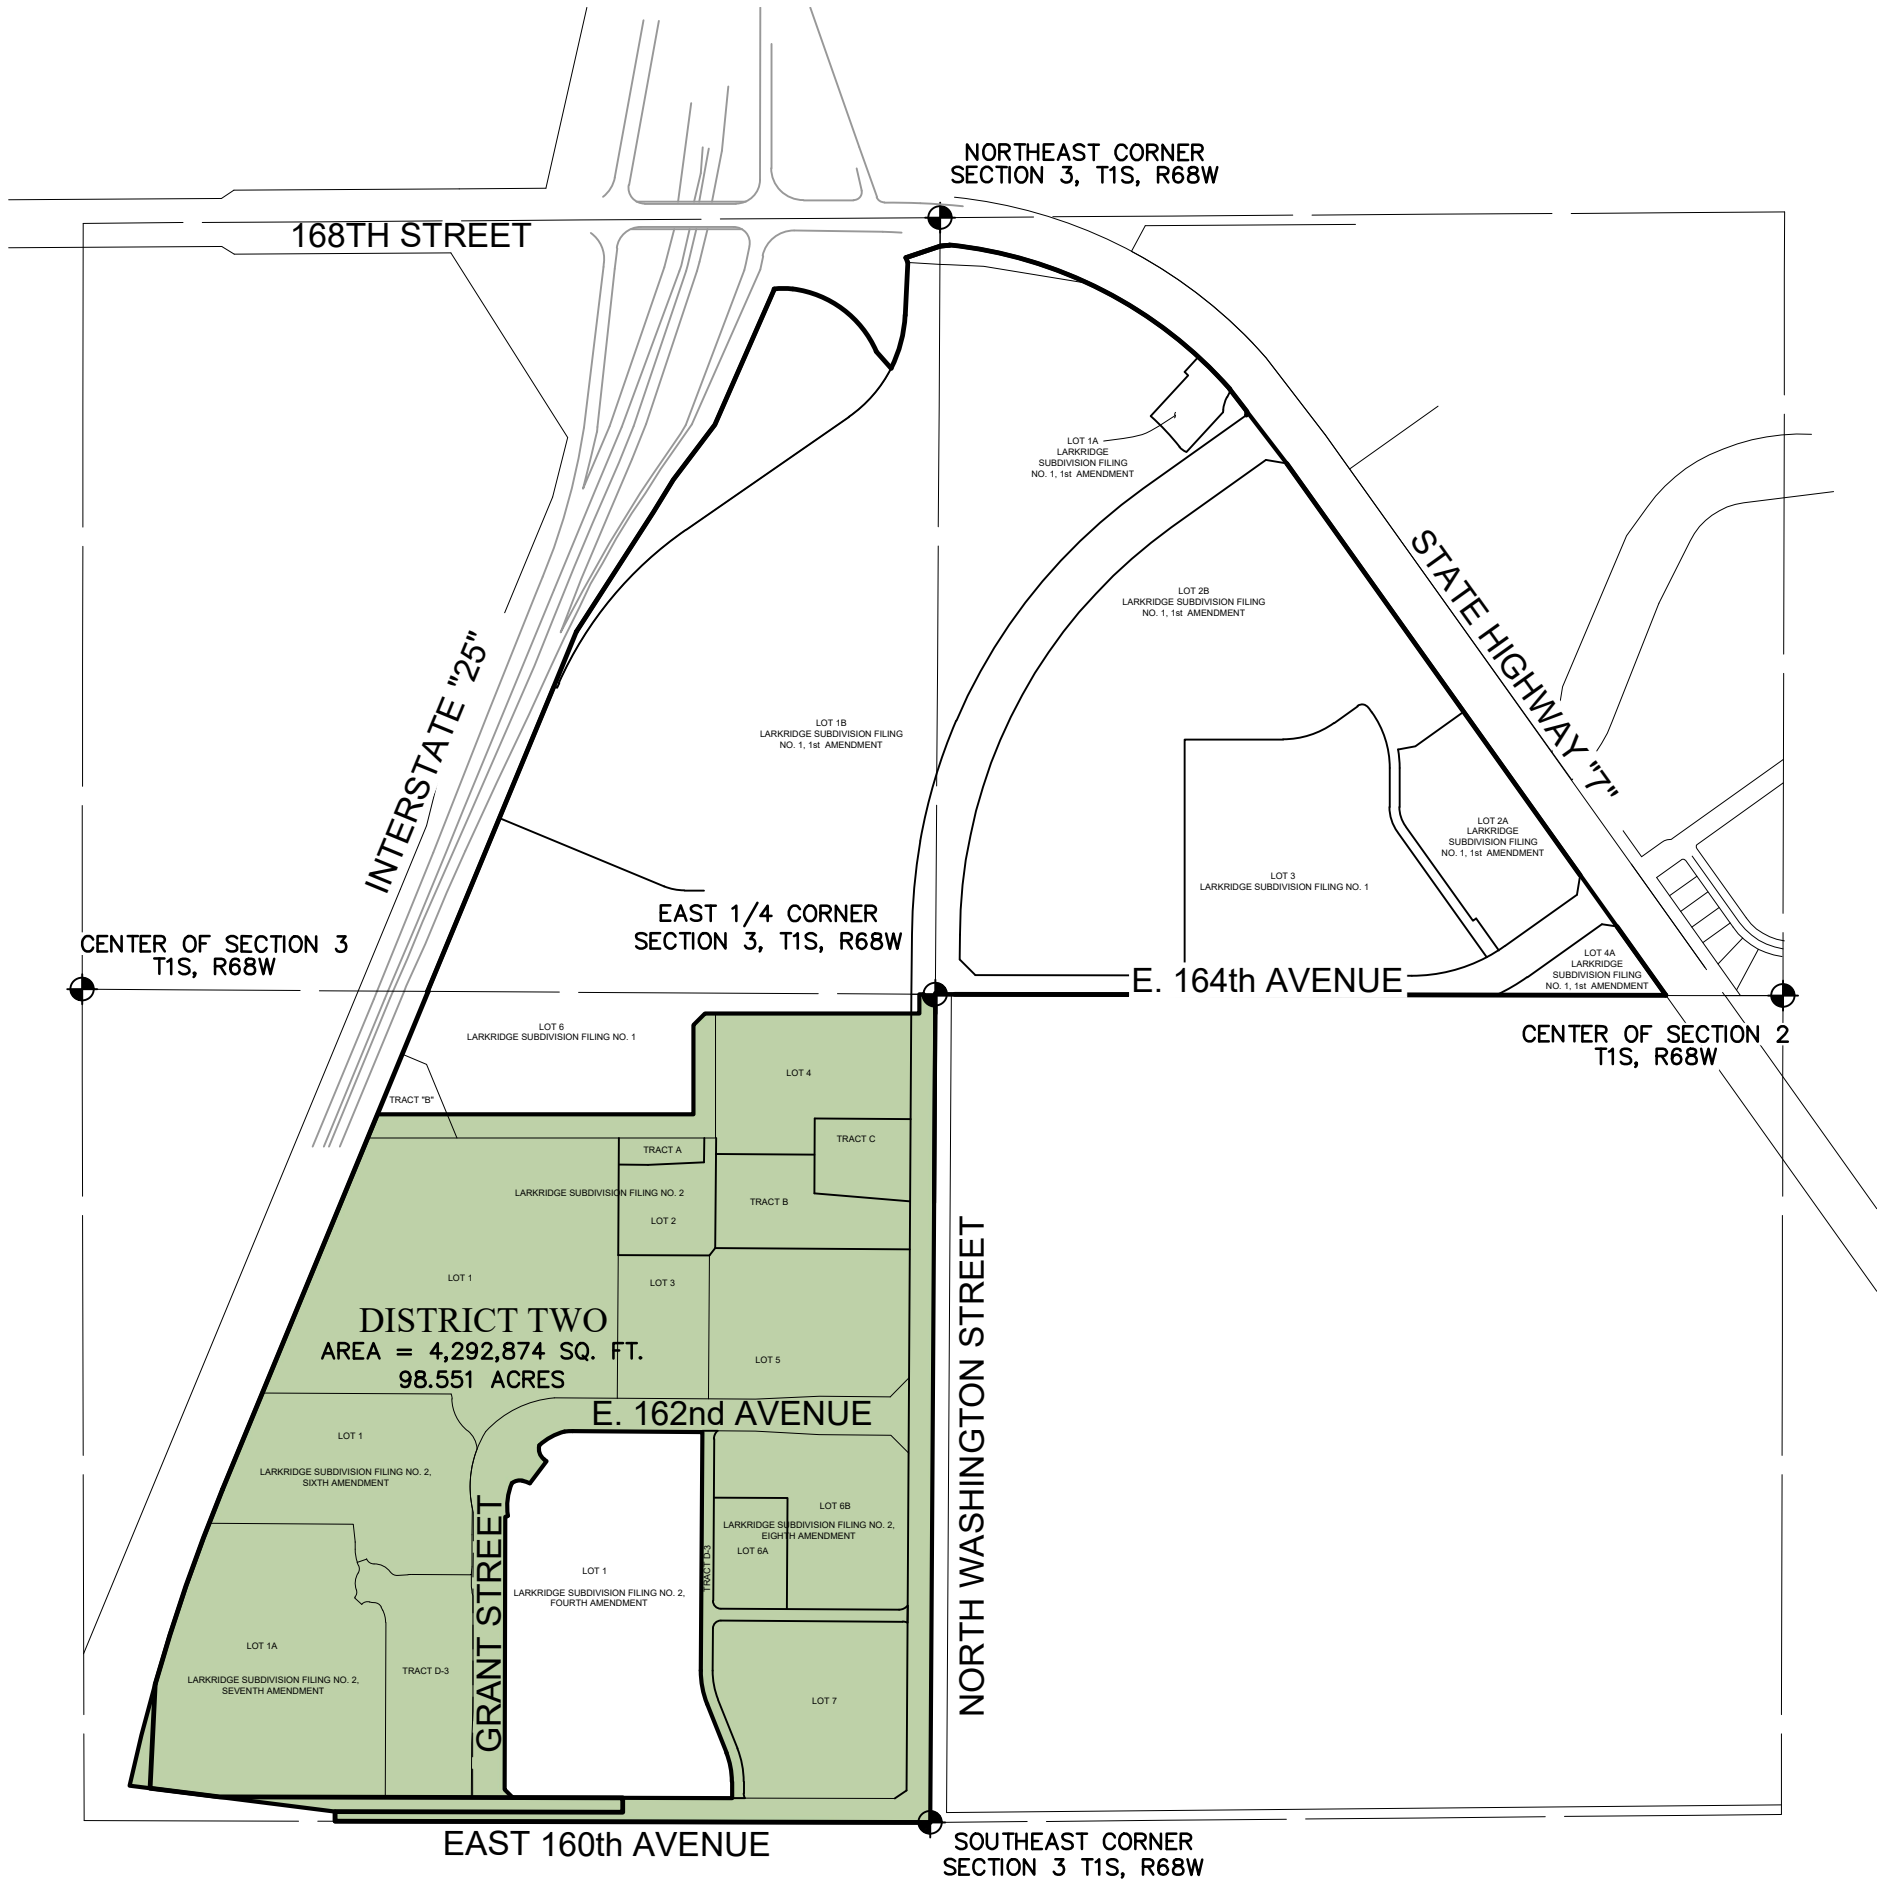 NORTHEAST CORNER
SECTION 3, T1S, R68W
168TH STREET
LOT 1A
LARKRIDGE
SUBDIVISION FILING
NO. 1, 1st AMENDMENT
STATE HIGHWAY "7"
LOT 2B
LARKRIDGE SUBDIVISION FILING
NO. 1, 1st AMENDMENT
INTERSTATE "25"
LOT 1B
LARKRIDGE SUBDIVISION FILING
NO. 1, 1st AMENDMENT
LOT 2A
LARKRIDGE
SUBDIVISION FILING
NO. 1, 1st AMENDMENT
LOT 3
LARKRIDGE SUBDIVISION FILING NO. 1
EAST 1/4 CORNER
SECTION 3, T1S, R68W
CENTER OF SECTION 3
T1S, R68W
LOT 4A
LARKRIDGE
SUBDIVISION FILING
NO. 1, 1st AMENDMENT
E. 164th AVENUE
CENTER OF SECTION 2
T1S, R68W
LOT 6
LARKRIDGE SUBDIVISION FILING NO. 1
LOT 4
TRACT "B"
TRACT C
TRACT A
LARKRIDGE SUBDIVISION FILING NO. 2
TRACT B
LOT 2
LOT 1
LOT 3
DISTRICT TWO
AREA = 4,292,874 SQ. FT.
98.551 ACRES
LOT 5
E. 162nd AVENUE
NORTH WASHINGTON STREET
LOT 1
LARKRIDGE SUBDIVISION FILING NO. 2,
SIXTH AMENDMENT
LOT 6B
LARKRIDGE SUBDIVISION FILING NO. 2,
EIGHTH AMENDMENT
LOT 6A
TRACT D-3
LOT 1
LARKRIDGE SUBDIVISION FILING NO. 2,
FOURTH AMENDMENT
GRANT STREET
LOT 1A
LARKRIDGE SUBDIVISION FILING NO. 2,
SEVENTH AMENDMENT
TRACT D-3
LOT 7
EAST 160th AVENUE
SOUTHEAST CORNER
SECTION 3 T1S, R68W